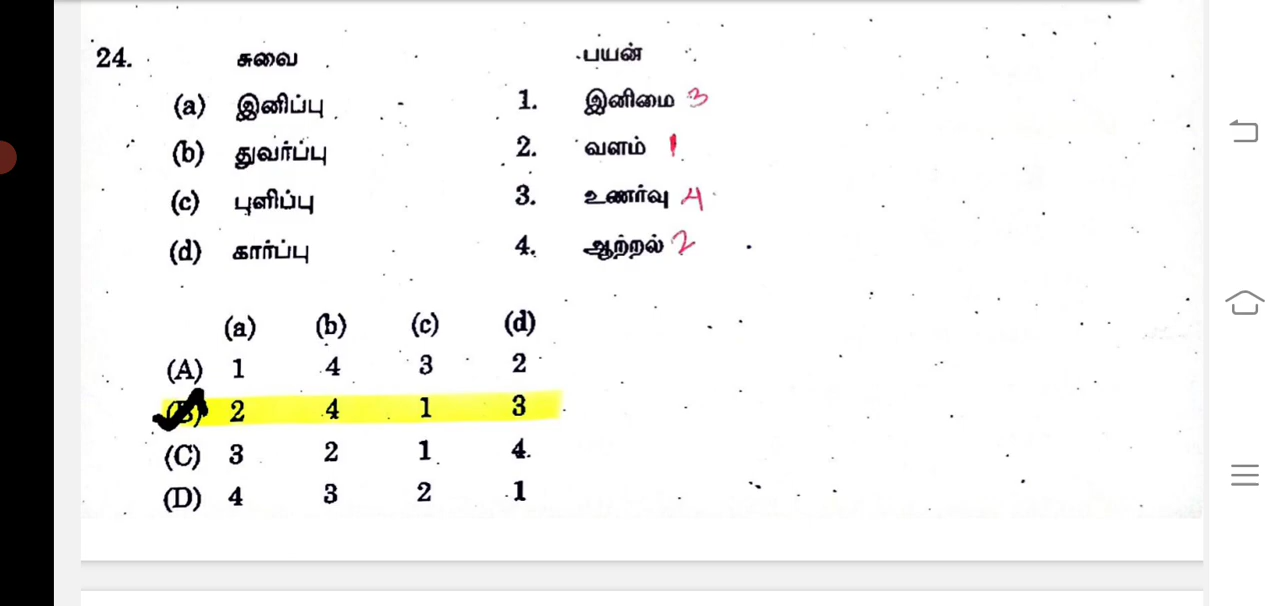 24. சுவை பயன்
(a) இனிப்பு - 1. இனிமை 3
(b) துவர்ப்பு 2. வளம் 1
(c) புளிப்பு 3. உணர்வு 4
(d) கார்ப்பு 4. ஆற்றல் 2
(a) (b) (c) (d)
(A) 1 4 3 2
(B) 2 4 1 3
(C) 3 2 1 4
(D) 4 3 2 1